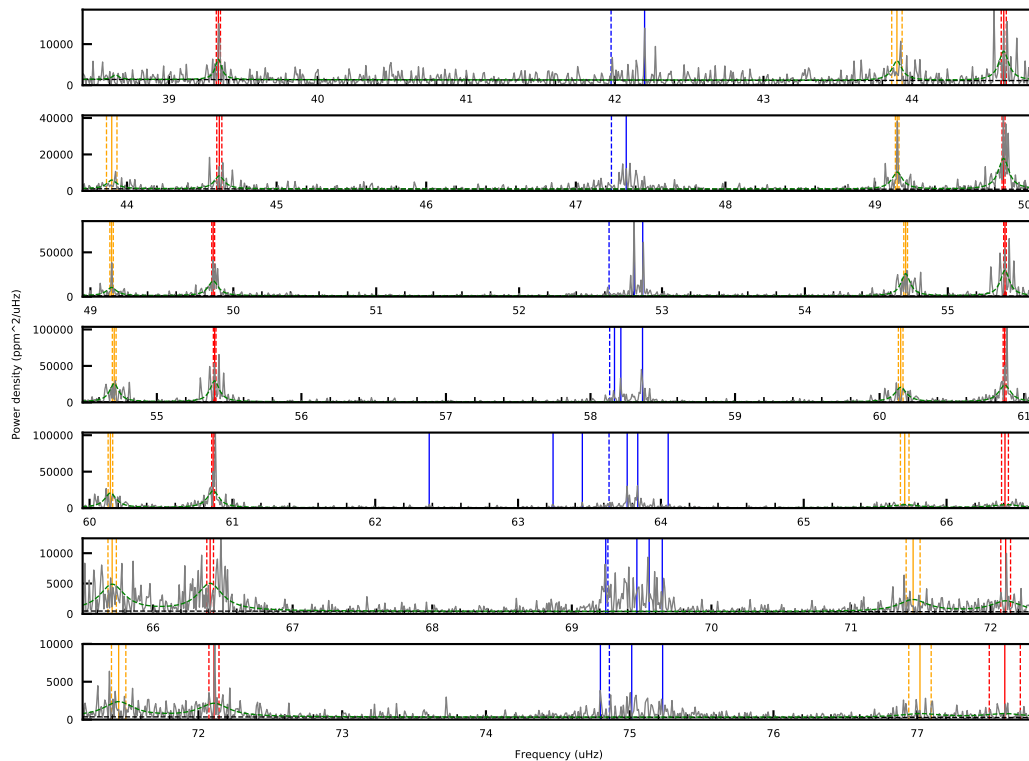 10000
0
39 40 41 42 43 44
40000
20000
0
44 45 46 47 48 49 50
50000
0
49 50 51 52 53 54 55
100000
50000
0
55 56 57 58 59 60 61
Power density (ppm^2/uHz)
100000
50000
0
60 61 62 63 64 65 66
10000
5000
0
66 67 68 69 70 71 72
10000
5000
0
72 73 74 75 76 77
Frequency (uHz)